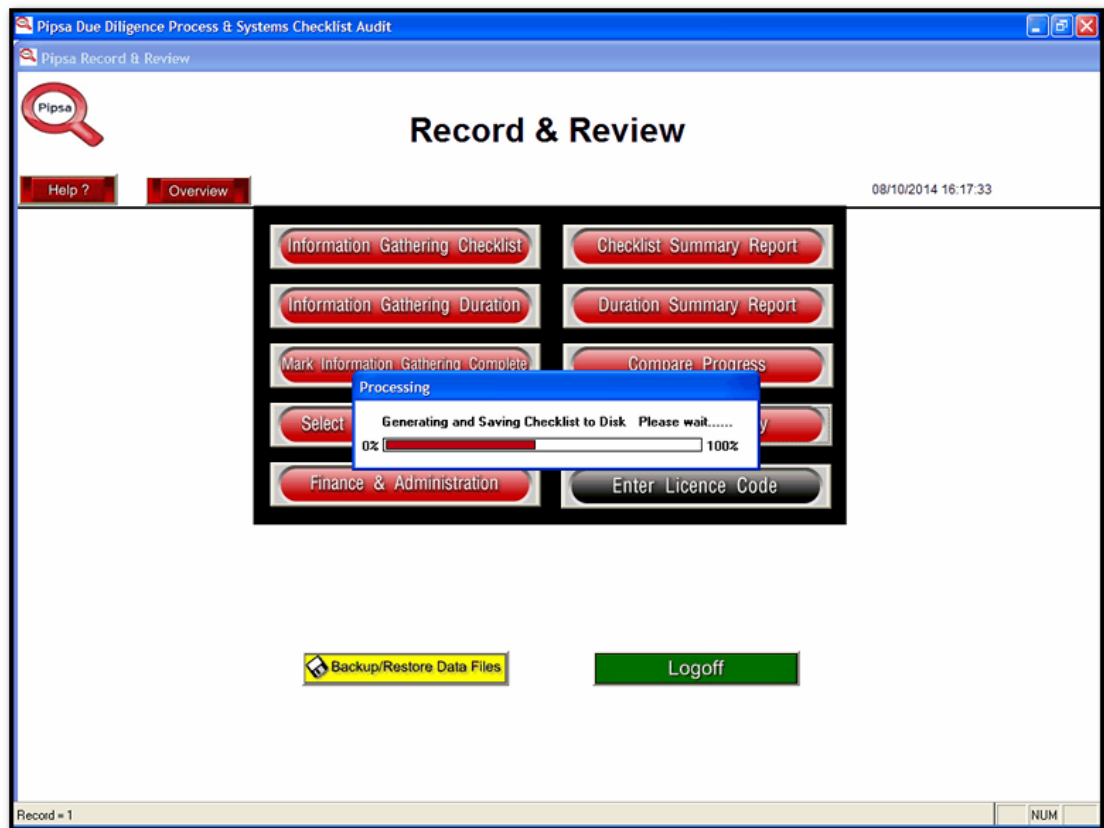 Pipsa Due Diligence Process & Systems Checklist Audit
Pipsa Record & Review
Pipsa
Record & Review
Help ?
Overview
08/10/2014 16:17:33
Information Gathering Checklist
Checklist Summary Report
Information Gathering Duration
Duration Summary Report
Mark Information Gathering Complete
Compare Progress
Processing
Select
Generating and Saving Checklist to Disk Please wait......
y
0%
100%
Finance & Administration
Enter Licence Code
Backup/Restore Data Files
Logoff
Record = 1
NUM